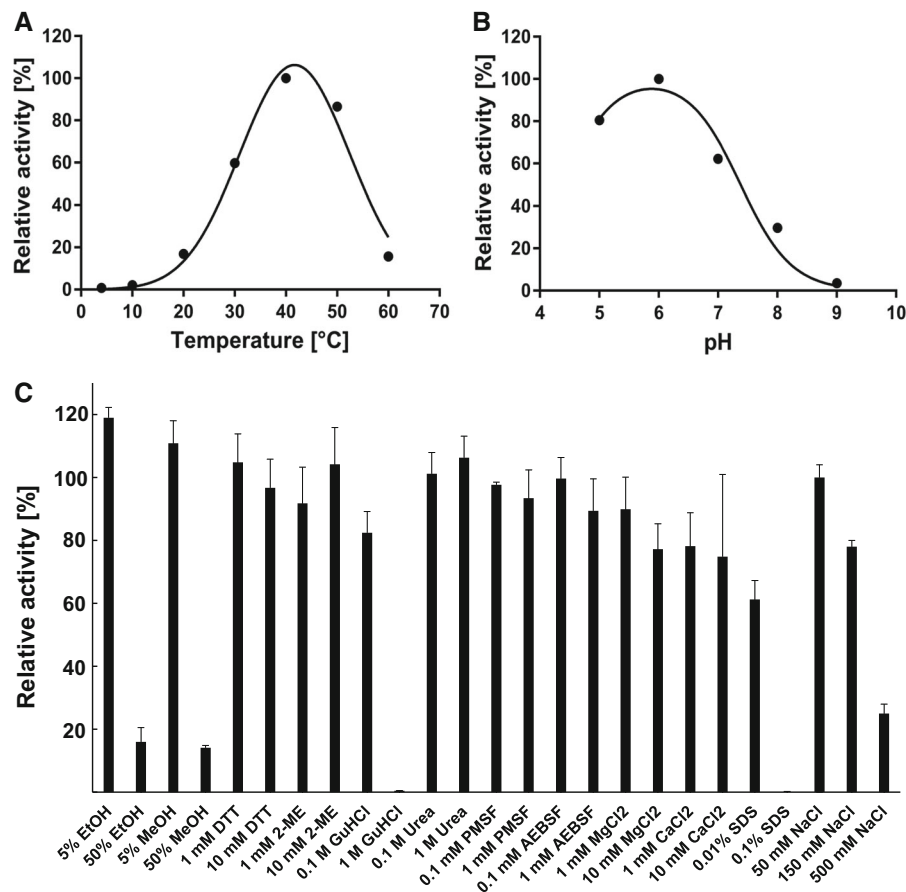 A
Relative activity [%]
120
100
80
60
40
20
0
0 10 20 30 40 50 60 70
Temperature [°C]
B
Relative activity [%]
120
100
80
60
40
20
0
4 5 6 7 8 9 10
pH
C
Relative activity [%]
120
100
80
60
40
20
5% EtOH
50% EtOH
5% MeOH
50% MeOH
1 mM DTT
10 mM DTT
1 mM 2-ME
10 mM 2-ME
0.1 M GuHCl
1 M GuHCl
0.1 M Urea
1 M Urea
0.1 mM PMSF
1 mM PMSF
0.1 mM AEBSF
1 mM AEBSF
1 mM MgCl2
10 mM MgCl2
1 mM CaCl2
10 mM CaCl2
0.01% SDS
0.1% SDS
50 mM NaCl
150 mM NaCl
500 mM NaCl